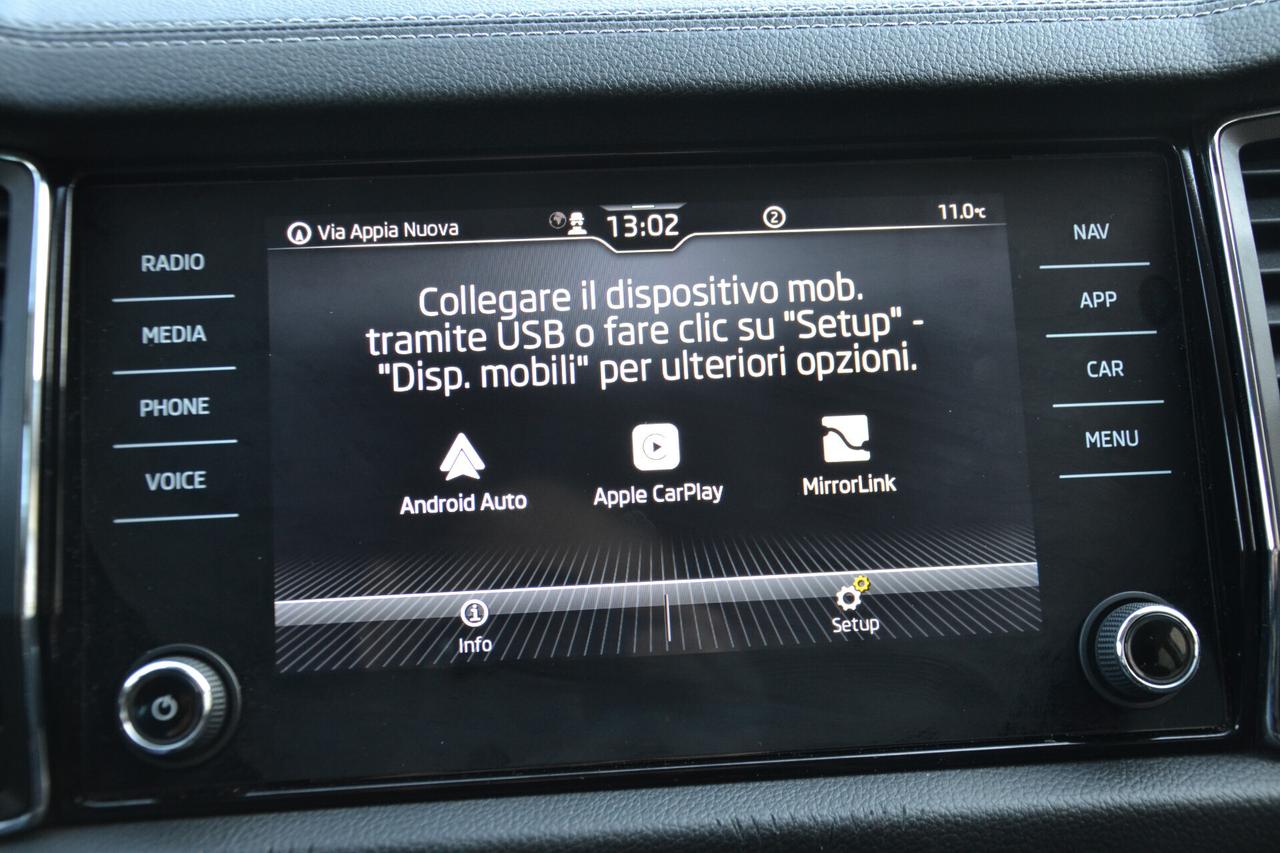 Via Appia Nuova 13:02 2 11.0°C
RADIO
MEDIA
PHONE
VOICE
Collegare il dispositivo mob.
tramite USB o fare clic su "Setup" -
"Disp. mobili" per ulteriori opzioni.
Android Auto Apple CarPlay MirrorLink
Info Setup
NAV
APP
CAR
MENU